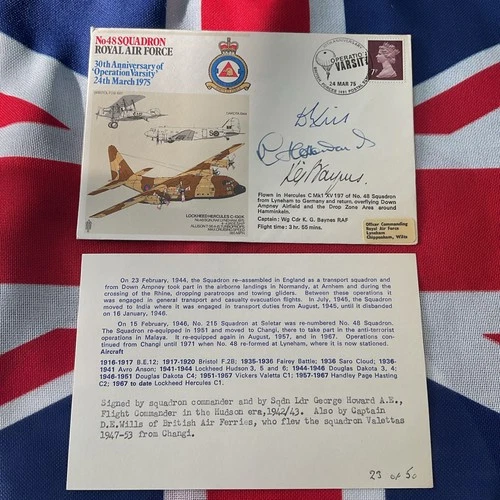 No 48 SQUADRON
ROYAL AIR FORCE
30th Anniversary of
'Operation Varsity'
24th March 1975
OPERATION
VARSITY
24 MAR 75
LOCKHEED HERCULES C-130K
Flown in Hercules C Mk1 XV197 of No. 48 Squadron
from Lyneham to Germany and return, overflying Down
Ampney Airfield and the Drop Zone Area around
Hamminkeln.
Captain: Wg Cdr K. G. Beynes RAF
Flight time: 3 hr. 55 mins.
Officer Commanding
Royal Air Force
Lyneham
Chippenham, Wilts
On 23 February, 1944, the Squadron re-assembled in England as a transport squadron and
from Down Ampney took part in the airborne landings in Normandy, at Arnhem and during
the crossing of the Rhine, dropping paratroops and towing gliders. Between these operations it
was engaged in general transport and casualty evacuation flights. In July, 1945, the Squadron
moved to India where it was engaged in transport duties from August, 1945, until it disbanded
on 16 January, 1946.
On 15 February, 1946, No. 215 Squadron at Seletar was re-numbered No. 48 Squadron.
The Squadron re-equipped in 1951 and moved to Changi, there to take part in the anti-terrorist
operations in Malaya. It re-equipped again in August, 1957, and in 1967, Operations con-
tinued from Changi until 1971 when No. 48 re-formed at Lyneham, where it is now stationed.
Aircraft
1916-1917 B.E.12; 1917-1920 Bristol F.2B; 1935-1936 Fairey Battle; 1936 Saro Cloud; 1936-
1941 Avro Anson; 1941-1944 Lockheed Hudson 3, 5 and 6; 1944-1946 Douglas Dakota 3, 4;
1946-1951 Douglas Dakota C4; 1951-1957 Vickers Valetta C1; 1957-1967 Handley Page Hasting
C2; 1967 to date Lockheed Hercules C1.
Signed by squadron commander and by Sqdn Ldr George Howard A.E.,
Flight Commander in the Hudson era,1942/43. Also by Captain
D.E.Wills of British Air Ferries, who flew the squadron Valettas
1947-53 from Changi.
23 of 50